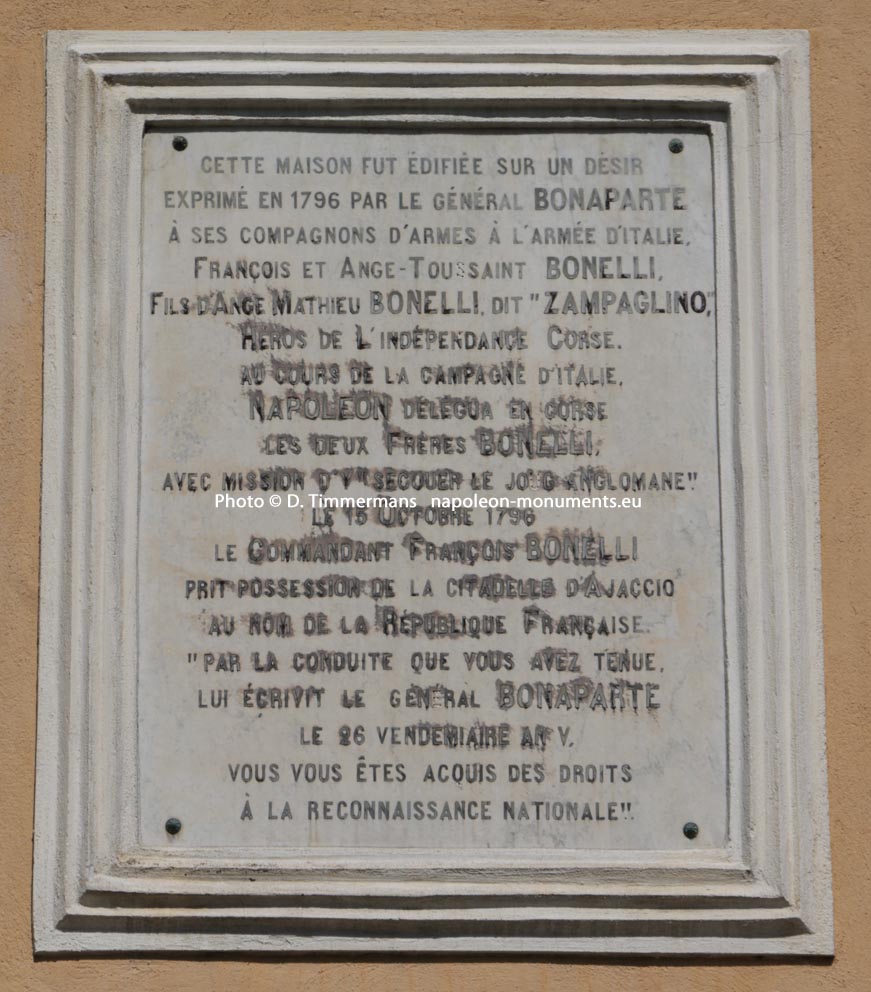 CETTE MAISON FUT ÉDIFIÉE SUR UN DÉSIR
EXPRIMÉ EN 1796 PAR LE GÉNÉRAL BONAPARTE
À SES COMPAGNONS D'ARMES À L'ARMÉE D'ITALIE,
FRANÇOIS ET ANGE-TOUSSAINT BONELLI,
FILS D'ANGE MATHIEU BONELLI, DIT "ZAMPAGLINO,"
HÉROS DE L'INDÉPENDANCE CORSE.
AU COURS DE LA CAMPAGNE D'ITALIE,
NAPOLÉON DÉLÉGUA EN CORSE
LES DEUX FRÈRES BONELLI,
AVEC MISSION D'Y "SECOUER LE JOUG ANGLOMANE".
Photo © D. Timmermans napoleon-monuments.eu
LE 15 OCTOBRE 1796
LE COMMANDANT FRANÇOIS BONELLI
PRIT POSSESSION DE LA CITADELLE D'AJACCIO
AU NOM DE LA RÉPUBLIQUE FRANÇAISE.
"PAR LA CONDUITE QUE VOUS AVEZ TENUE,
LUI ÉCRIVIT LE GÉNÉRAL BONAPARTE
LE 26 VENDÉMIAIRE AN V,
VOUS VOUS ÊTES ACQUIS DES DROITS
À LA RECONNAISSANCE NATIONALE".